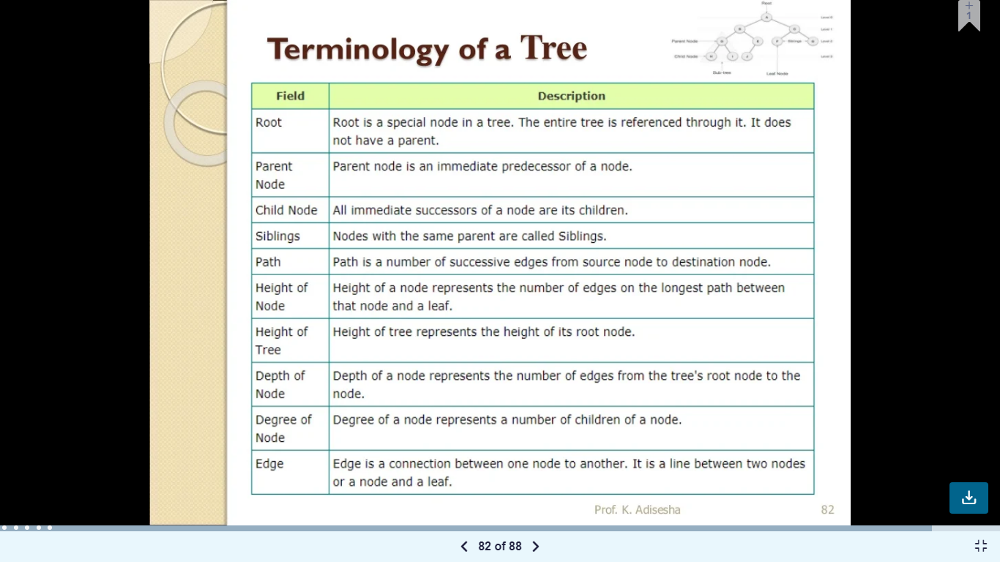 Terminology of a Tree
Root
A
Level 0
B
C
Level 1
Parent Node
D
E
F
Siblings
G
Level 2
Child Node
H
I
J
Level 3
Sub-tree
Leaf Node
Field
Description
Root
Root is a special node in a tree. The entire tree is referenced through it. It does
not have a parent.
Parent
Node
Parent node is an immediate predecessor of a node.
Child Node
All immediate successors of a node are its children.
Siblings
Nodes with the same parent are called Siblings.
Path
Path is a number of successive edges from source node to destination node.
Height of
Node
Height of a node represents the number of edges on the longest path between
that node and a leaf.
Height of
Tree
Height of tree represents the height of its root node.
Depth of
Node
Depth of a node represents the number of edges from the tree's root node to the
node.
Degree of
Node
Degree of a node represents a number of children of a node.
Edge
Edge is a connection between one node to another. It is a line between two nodes
or a node and a leaf.
Prof. K. Adisesha
82
+
1
82 of 88